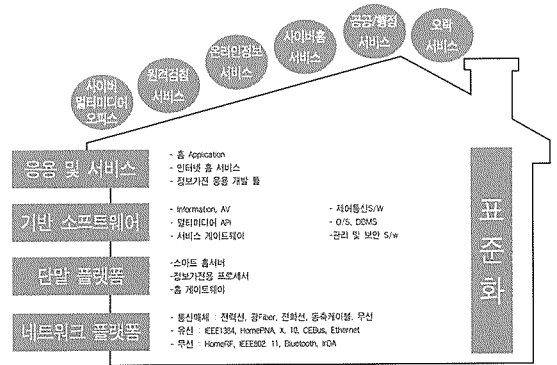 사이버
멀티미디어
오피스
원격검침
서비스
온라인정보
서비스
사이버홈
서비스
공공/행정
서비스
오락
서비스
응용 및 서비스
- 홈 Application
- 인터넷 홈 서비스
- 정보가전 응용 개발 툴
기반 소프트웨어
- Information, AV
- 멀티미디어 API
- 서비스 게이트웨이
- 제어통신S/W
- O/S, DBMS
-관리 및 보안 S/w
단말 플랫폼
-스마트 홈서버
-정보가전용 프로세서
- 홈 게이트웨이
네트워크 플랫폼
- 통신매체 : 전력선, 광Fiber, 전화선, 동축케이블, 무선
- 유선 : IEEE1394, HomePNA, X, 10, CEBus, Ethernet
- 무선 : HomeRF, IEEE802. 11, Bluetooth, IrDA
표준화